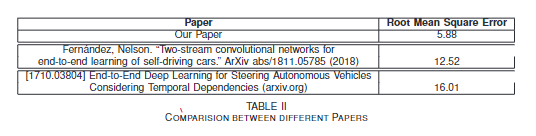 Paper Root Mean Square Error
Our Paper 5.88
Fernández, Nelson. "Two-stream convolutional networks for
end-to-end learning of self-driving cars." ArXiv abs/1811.05785 (2018) 12.52
[1710.03804] End-to-End Deep Learning for Steering Autonomous Vehicles
Considering Temporal Dependencies (arxiv.org) 16.01
TABLE II
COMPARISION BETWEEN DIFFERENT PAPERS